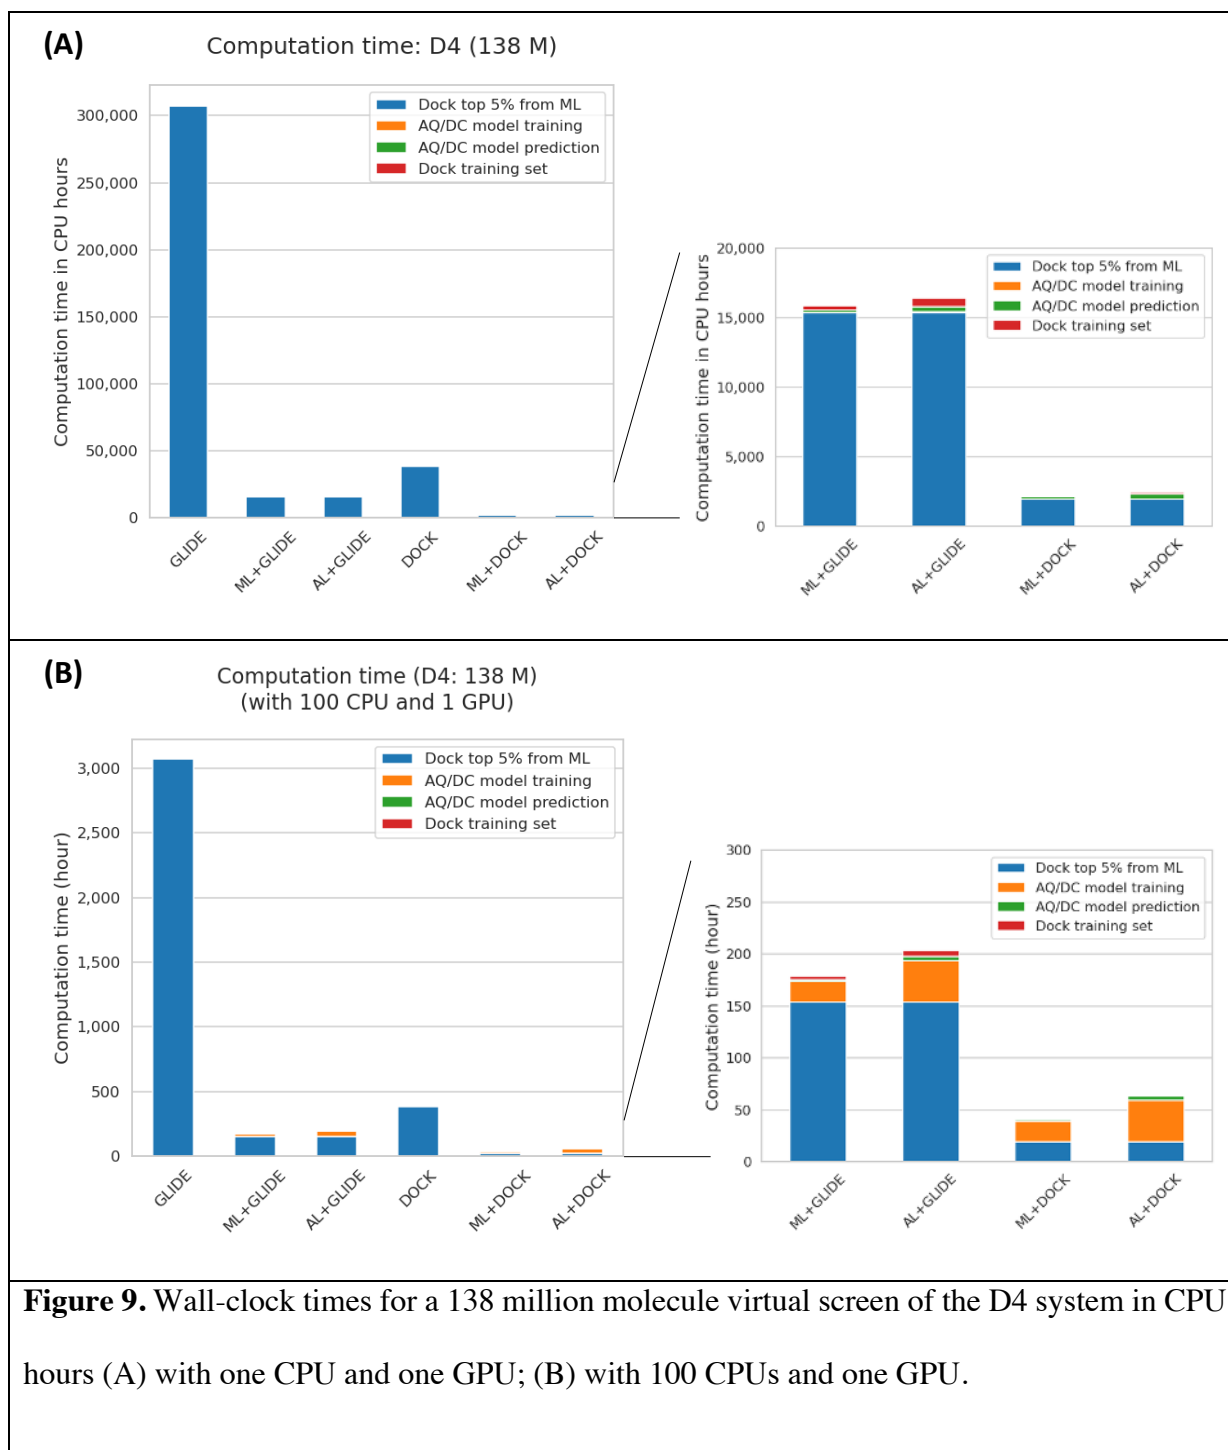 (A)
Computation time: D4 (138 M)
Computation time in CPU hours
300,000
250,000
200,000
150,000
100,000
50,000
0
Dock top 5% from ML
AQ/DC model training
AQ/DC model prediction
Dock training set
GLIDE
ML+GLIDE
AL+GLIDE
DOCK
ML+DOCK
AL+DOCK
Computation time in CPU hours
20,000
15,000
10,000
5,000
0
Dock top 5% from ML
AQ/DC model training
AQ/DC model prediction
Dock training set
ML+GLIDE
AL+GLIDE
ML+DOCK
AL+DOCK
(B)
Computation time (D4: 138 M)
(with 100 CPU and 1 GPU)
Computation time (hour)
3,000
2,500
2,000
1,500
1,000
500
0
Dock top 5% from ML
AQ/DC model training
AQ/DC model prediction
Dock training set
GLIDE
ML+GLIDE
AL+GLIDE
DOCK
ML+DOCK
AL+DOCK
Computation time (hour)
300
250
200
150
100
50
0
Dock top 5% from ML
AQ/DC model training
AQ/DC model prediction
Dock training set
ML+GLIDE
AL+GLIDE
ML+DOCK
AL+DOCK
Figure 9. Wall-clock times for a 138 million molecule virtual screen of the D4 system in CPU
hours (A) with one CPU and one GPU; (B) with 100 CPUs and one GPU.